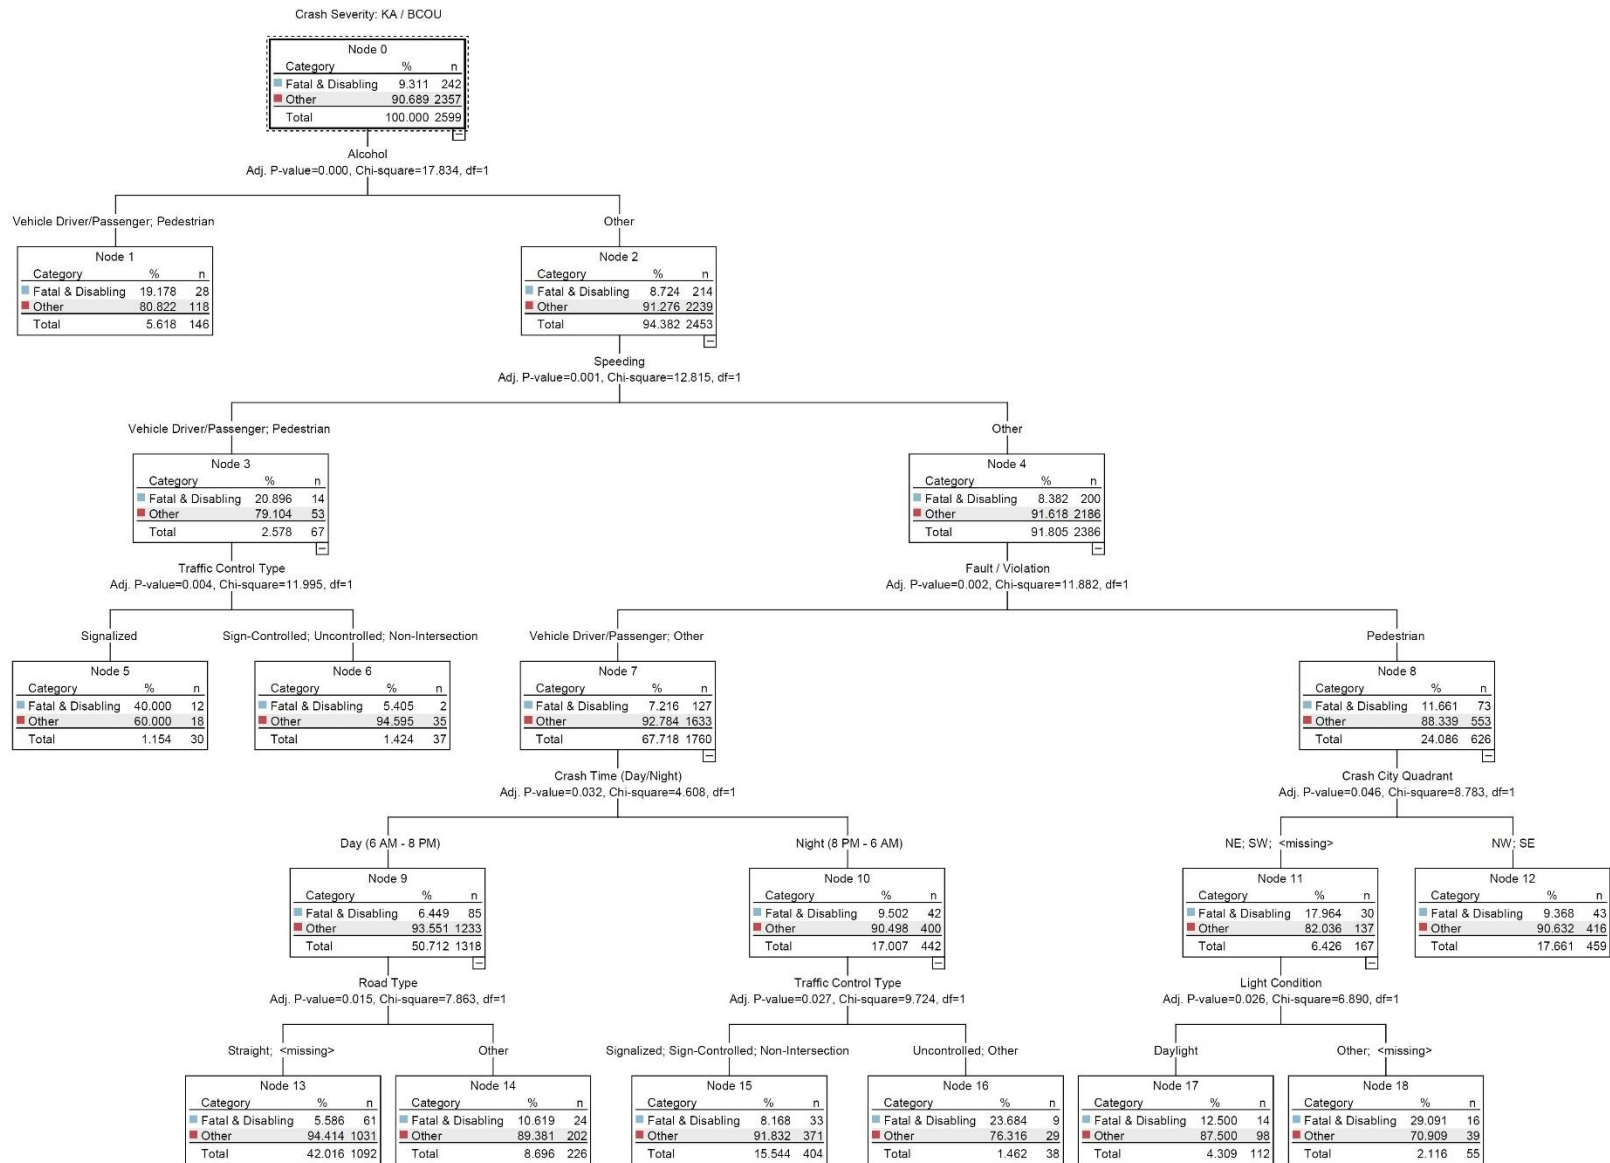 Crash Severity: KA / BCOU
Node 0
Category % n
Fatal & Disabling 9.311 242
Other 90.689 2357
Total 100.000 2599
Alcohol
Adj. P-value=0.000, Chi-square=17.834, df=1
Vehicle Driver/Passenger; Pedestrian
Other
Node 1
Category % n
Fatal & Disabling 19.178 28
Other 80.822 118
Total 5.618 146
Node 2
Category % n
Fatal & Disabling 8.724 214
Other 91.276 2239
Total 94.382 2453
Speeding
Adj. P-value=0.001, Chi-square=12.815, df=1
Vehicle Driver/Passenger; Pedestrian
Other
Node 3
Category % n
Fatal & Disabling 20.896 14
Other 79.104 53
Total 2.578 67
Node 4
Category % n
Fatal & Disabling 8.382 200
Other 91.618 2186
Total 91.805 2386
Traffic Control Type
Adj. P-value=0.004, Chi-square=11.995, df=1
Fault / Violation
Adj. P-value=0.002, Chi-square=11.882, df=1
Signalized
Sign-Controlled; Uncontrolled; Non-Intersection
Vehicle Driver/Passenger; Other
Pedestrian
Node 5
Category % n
Fatal & Disabling 40.000 12
Other 60.000 18
Total 1.154 30
Node 6
Category % n
Fatal & Disabling 5.405 2
Other 94.595 35
Total 1.424 37
Node 7
Category % n
Fatal & Disabling 7.216 127
Other 92.784 1633
Total 67.718 1760
Node 8
Category % n
Fatal & Disabling 11.661 73
Other 88.339 553
Total 24.086 626
Crash Time (Day/Night)
Adj. P-value=0.032, Chi-square=4.608, df=1
Crash City Quadrant
Adj. P-value=0.046, Chi-square=8.783, df=1
Day (6 AM - 8 PM)
Night (8 PM - 6 AM)
NE; SW; <missing>
NW; SE
Node 9
Category % n
Fatal & Disabling 6.449 85
Other 93.551 1233
Total 50.712 1318
Node 10
Category % n
Fatal & Disabling 9.502 42
Other 90.498 400
Total 17.007 442
Node 11
Category % n
Fatal & Disabling 17.964 30
Other 82.036 137
Total 6.426 167
Node 12
Category % n
Fatal & Disabling 9.368 43
Other 90.632 416
Total 17.661 459
Road Type
Adj. P-value=0.015, Chi-square=7.863, df=1
Traffic Control Type
Adj. P-value=0.027, Chi-square=9.724, df=1
Light Condition
Adj. P-value=0.026, Chi-square=6.890, df=1
Straight; <missing>
Other
Signalized; Sign-Controlled; Non-Intersection
Uncontrolled; Other
Daylight
Other; <missing>
Node 13
Category % n
Fatal & Disabling 5.586 61
Other 94.414 1031
Total 42.016 1092
Node 14
Category % n
Fatal & Disabling 10.619 24
Other 89.381 202
Total 8.696 226
Node 15
Category % n
Fatal & Disabling 8.168 33
Other 91.832 371
Total 15.544 404
Node 16
Category % n
Fatal & Disabling 23.684 9
Other 76.316 29
Total 1.462 38
Node 17
Category % n
Fatal & Disabling 12.500 14
Other 87.500 98
Total 4.309 112
Node 18
Category % n
Fatal & Disabling 29.091 16
Other 70.909 39
Total 2.116 55